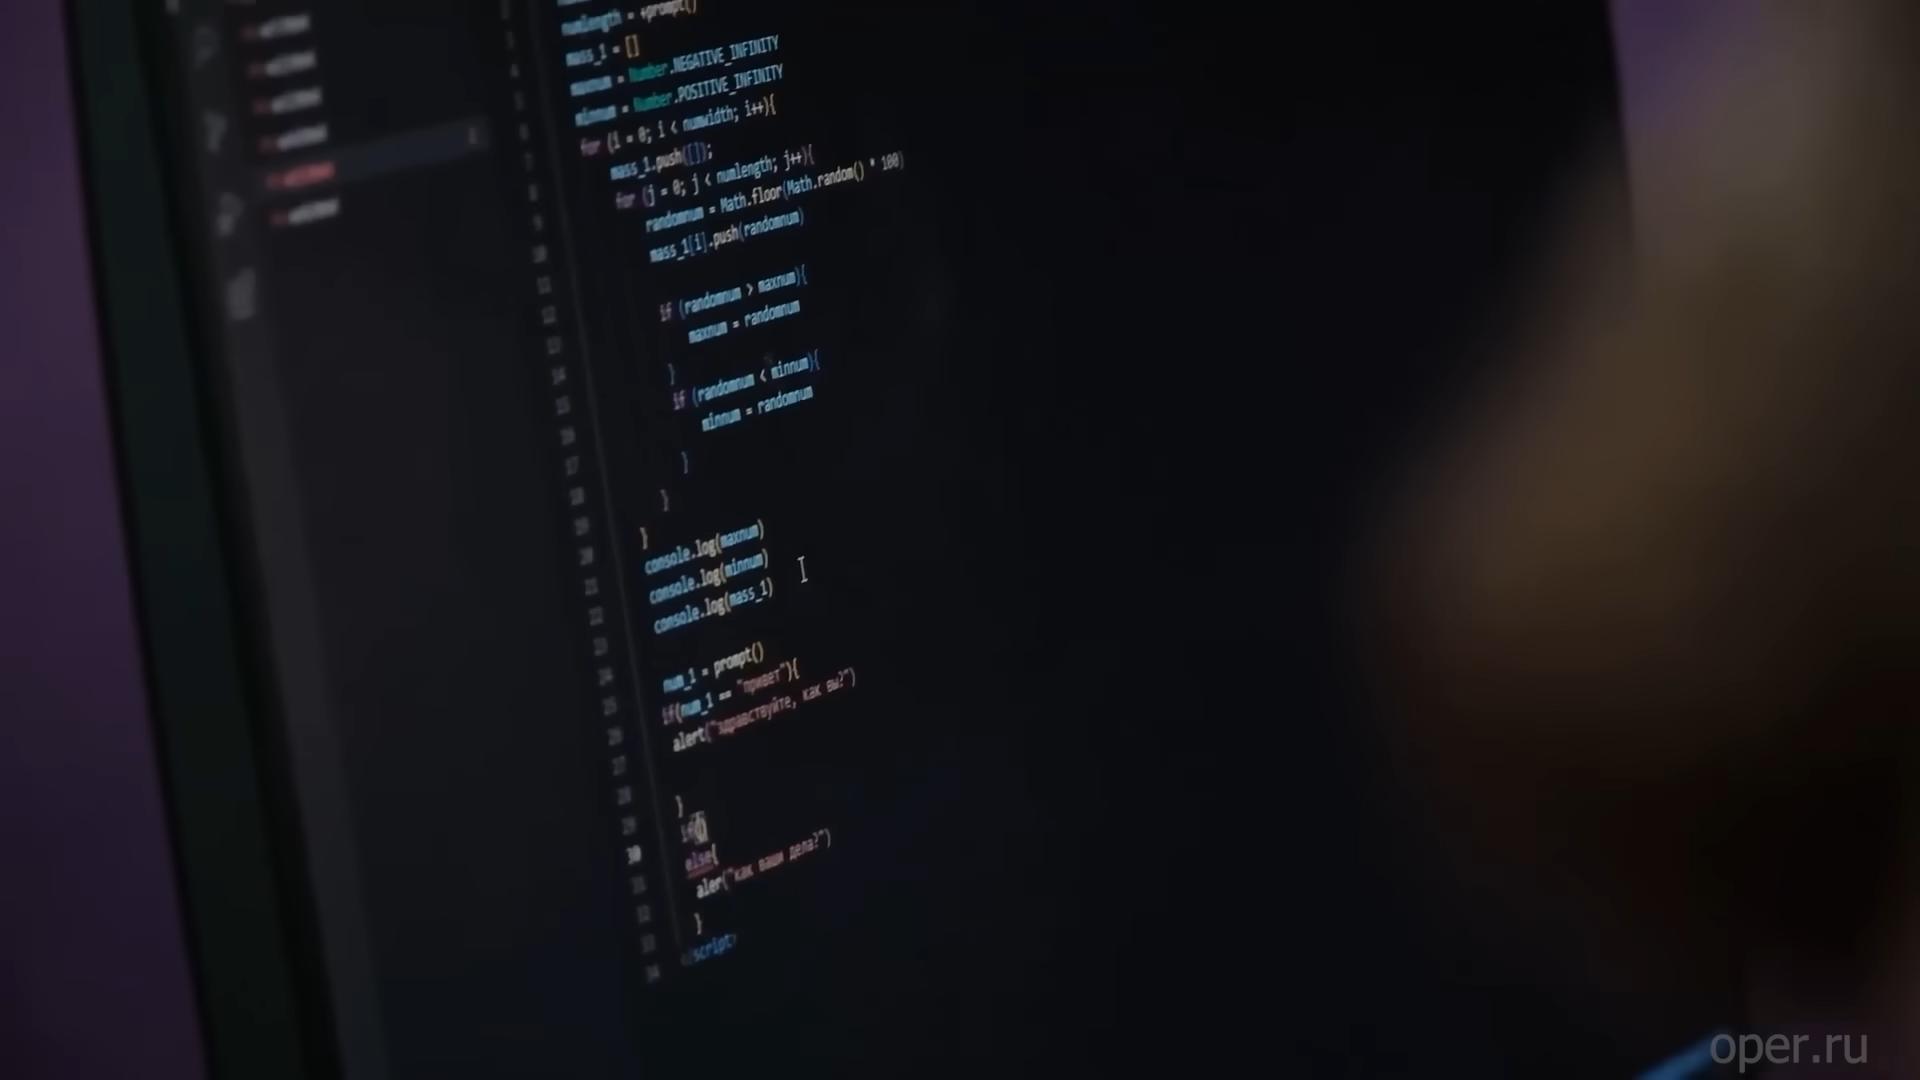 numlength = +prompt()
mass_1 = []
maxnum = Number.NEGATIVE_INFINITY
minnum = Number.POSITIVE_INFINITY
for (i = 0; i < numwidth; i++){
mass_1.push([]);
for (j = 0; j < numlength; j++){
randomnum = Math.floor(Math.random() * 100)
mass_1[i].push(randomnum)
if (randomnum > maxnum){
maxnum = randomnum
}
if (randomnum < minnum){
minnum = randomnum
}
}
}
console.log(maxnum)
console.log(minnum)
console.log(mass_1)
num_1 = prompt()
if(num_1 == "привет"){
alert("здравствуйте, как вы?")
}
if()
else{
aler("как ваши дела?")
}
</script>
oper.ru